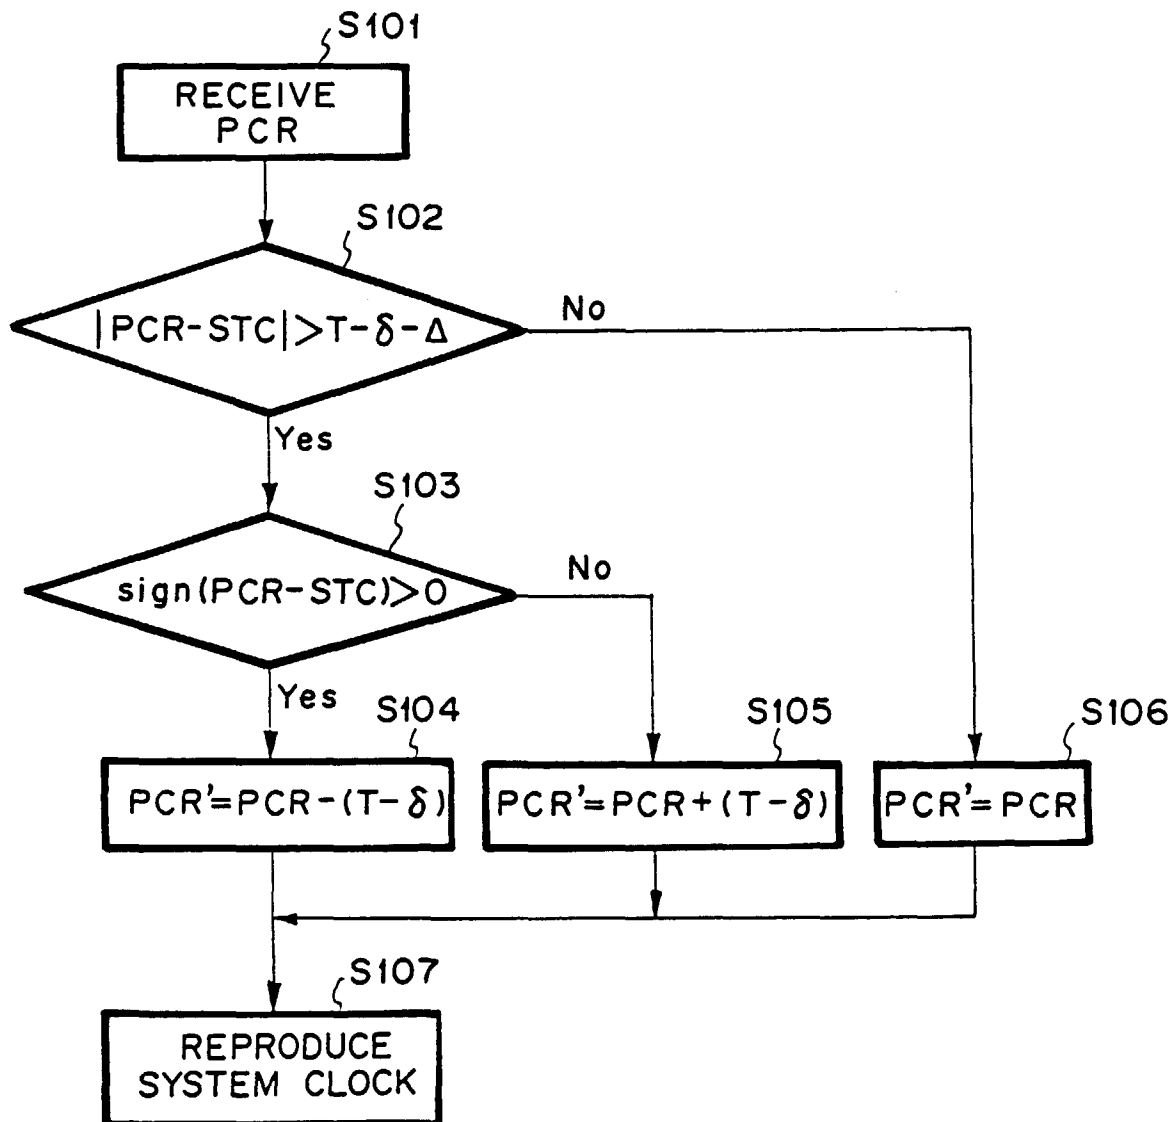 S101
RECEIVE
PCR
S102
|PCR-STC|>T-δ-Δ
No
Yes
S103
sign(PCR-STC)>0
No
Yes
S104
S105
S106
PCR'=PCR-(T-δ)
PCR'=PCR+(T-δ)
PCR'=PCR
S107
REPRODUCE
SYSTEM CLOCK